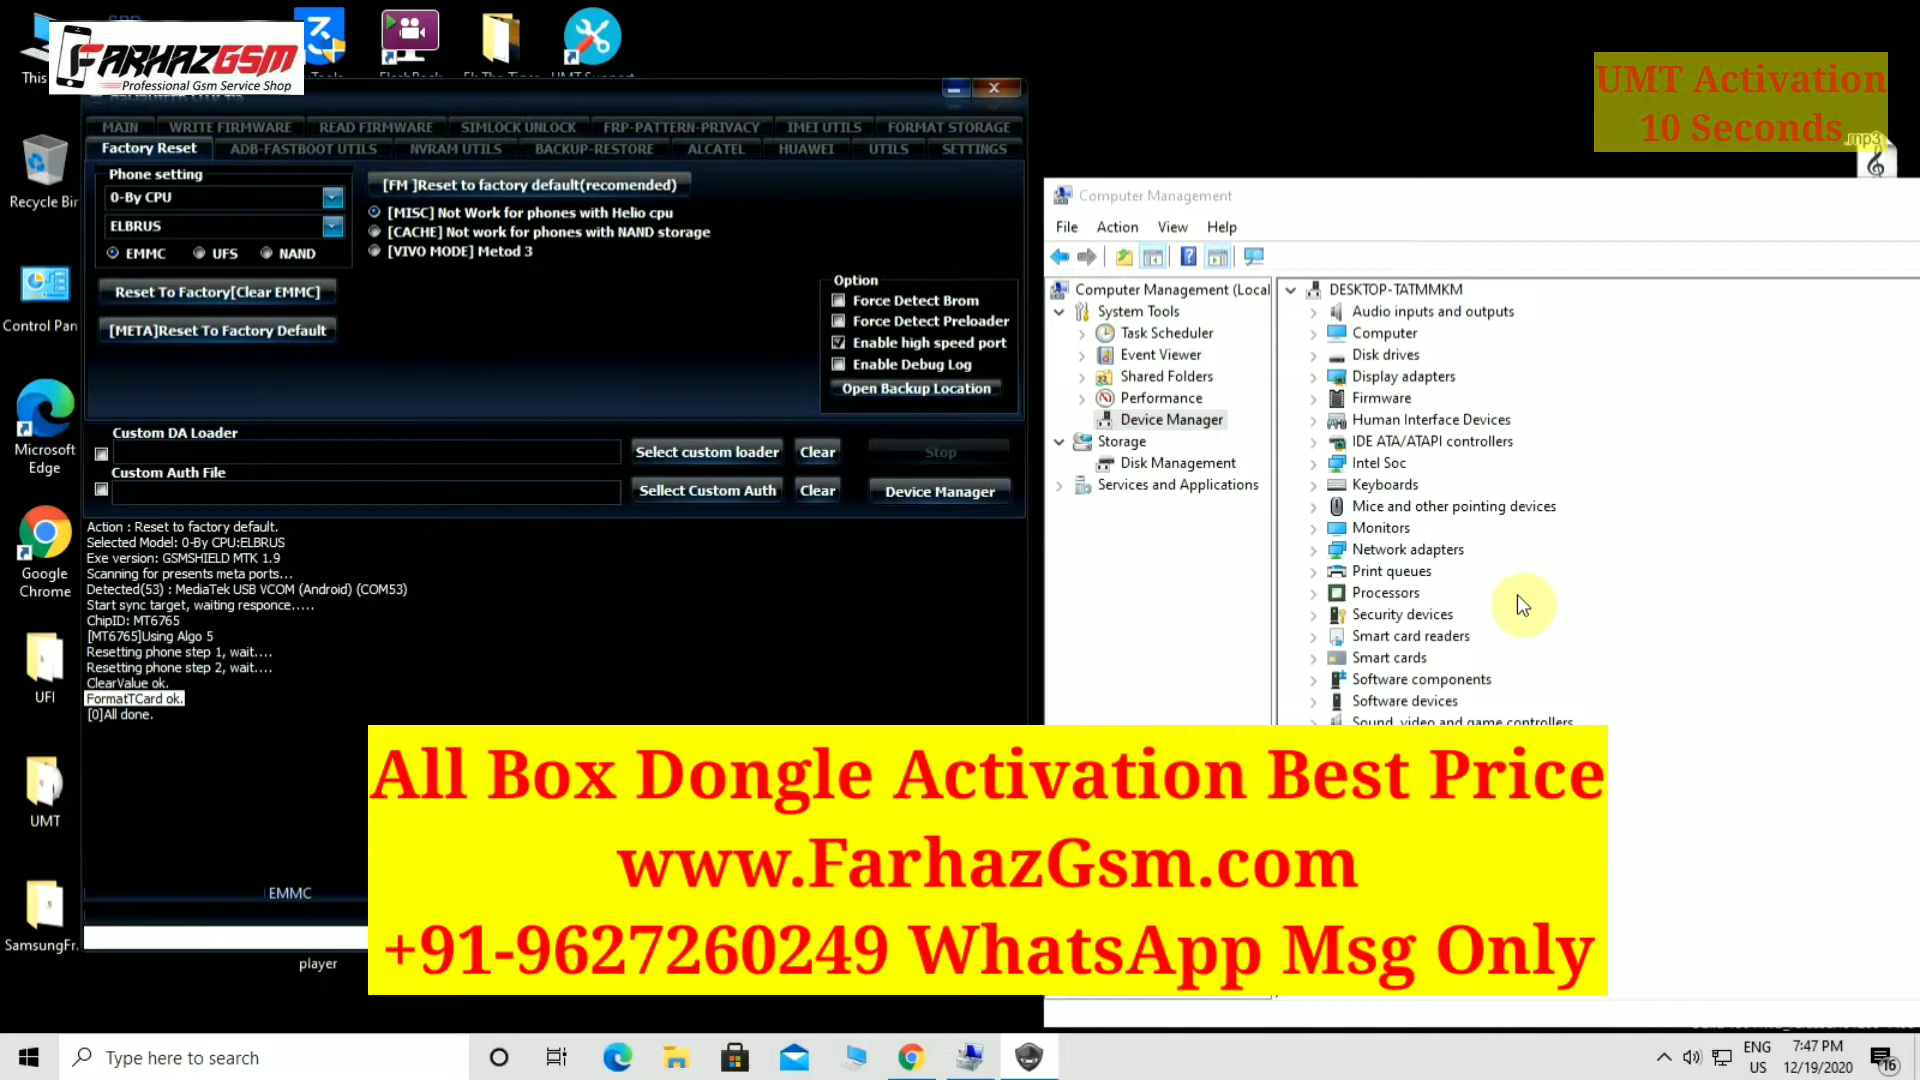 FARHAZGSM
Professional Gsm Service Shop
UMT Activation
10 Seconds
.mp3
This
Recycle Bin
Control Pan
Microsoft
Edge
Google
Chrome
UFI
UMT
SamsungFr.
MAIN
WRITE FIRMWARE
READ FIRMWARE
SIMLOCK UNLOCK
FRP-PATTERN-PRIVACY
IMEI UTILS
FORMAT STORAGE
Factory Reset
ADB-FASTBOOT UTILS
NVRAM UTILS
BACKUP-RESTORE
ALCATEL
HUAWEI
UTILS
SETTINGS
Phone setting
0-By CPU
ELBRUS
EMMC
UFS
NAND
Reset To Factory[Clear EMMC]
[META]Reset To Factory Default
[FM ]Reset to factory default(recomended)
[MISC] Not Work for phones with Helio cpu
[CACHE] Not work for phones with NAND storage
[VIVO MODE] Metod 3
Option
Force Detect Brom
Force Detect Preloader
Enable high speed port
Enable Debug Log
Open Backup Location
Custom DA Loader
Select custom loader
Clear
Stop
Custom Auth File
Sellect Custom Auth
Clear
Device Manager
Action : Reset to factory default.
Selected Model: 0-By CPU:ELBRUS
Exe version: GSMSHIELD MTK 1.9
Scanning for presents meta ports...
Detected(53) : MediaTek USB VCOM (Android) (COM53)
Start sync target, waiting responce.....
ChipID: MT6765
[MT6765]Using Algo 5
Resetting phone step 1, wait....
Resetting phone step 2, wait....
ClearValue ok.
FormatTCard ok.
[0]All done.
EMMC
player
Computer Management
File Action View Help
Computer Management (Local
System Tools
Task Scheduler
Event Viewer
Shared Folders
Performance
Device Manager
Storage
Disk Management
Services and Applications
DESKTOP-TATMMKM
Audio inputs and outputs
Computer
Disk drives
Display adapters
Firmware
Human Interface Devices
IDE ATA/ATAPI controllers
Intel Soc
Keyboards
Mice and other pointing devices
Monitors
Network adapters
Print queues
Processors
Security devices
Smart card readers
Smart cards
Software components
Software devices
Sound, video and game controllers
All Box Dongle Activation Best Price
www.FarhazGsm.com
+91-9627260249 WhatsApp Msg Only
Type here to search
ENG
US
7:47 PM
12/19/2020
16